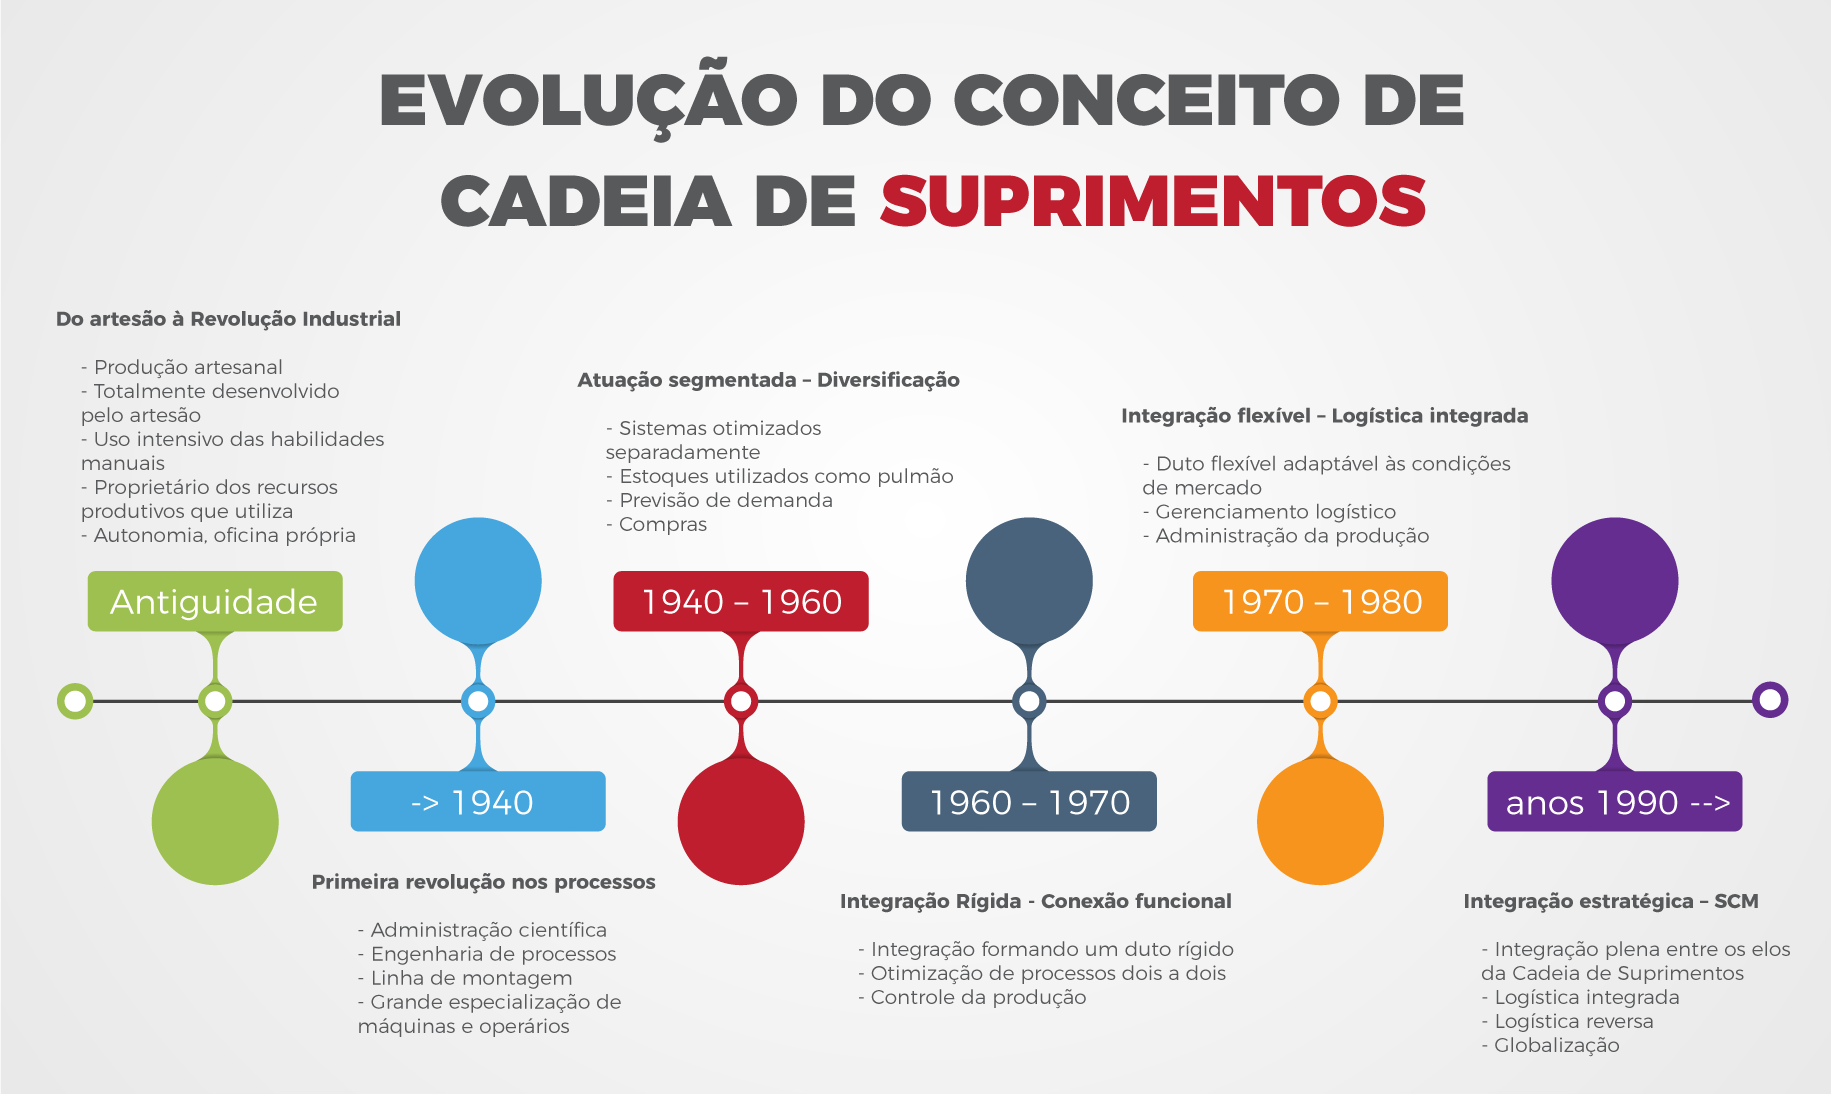 EVOLUÇÃO DO CONCEITO DE
CADEIA DE SUPRIMENTOS
Do artesão à Revolução Industrial
- Produção artesanal
- Totalmente desenvolvido
pelo artesão
- Uso intensivo das habilidades
manuais
- Proprietário dos recursos
produtivos que utiliza
- Autonomia, oficina própria
Antiguidade
-> 1940
Primeira revolução nos processos
- Administração científica
- Engenharia de processos
- Linha de montagem
- Grande especialização de
máquinas e operários
Atuação segmentada – Diversificação
- Sistemas otimizados
separadamente
- Estoques utilizados como pulmão
- Previsão de demanda
- Compras
1940 – 1960
1960 – 1970
Integração Rígida - Conexão funcional
- Integração formando um duto rígido
- Otimização de processos dois a dois
- Controle da produção
Integração flexível – Logística integrada
- Duto flexível adaptável às condições
de mercado
- Gerenciamento logístico
- Administração da produção
1970 – 1980
anos 1990 -->
Integração estratégica – SCM
- Integração plena entre os elos
da Cadeia de Suprimentos
- Logística integrada
- Logística reversa
- Globalização